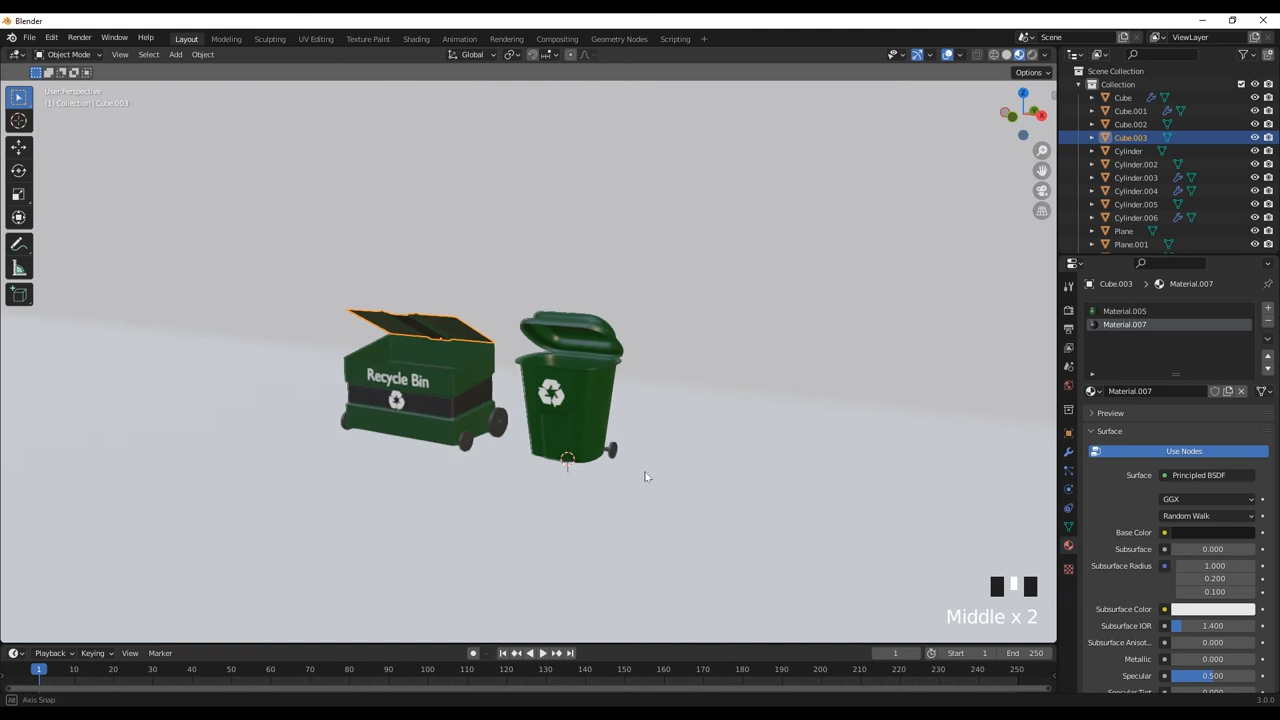 Blender
File Edit Render Window Help Layout Modeling Sculpting UV Editing Texture Paint Shading Animation Rendering Compositing Geometry Nodes Scripting + Scene ViewLayer
Object Mode View Select Add Object Global
Options
User Perspective
(1) Collection | Cube.003
Z
X
Recycle Bin
Middle x 2
Scene Collection
Collection
Cube
Cube.001
Cube.002
Cube.003
Cylinder
Cylinder.002
Cylinder.003
Cylinder.004
Cylinder.005
Cylinder.006
Plane
Plane.001
Cube.003 > Material.007
Material.005
Material.007
Material.007
Preview
Surface
Use Nodes
Surface Principled BSDF
GGX
Random Walk
Base Color
Subsurface 0.000
Subsurface Radius 1.000
0.200
0.100
Subsurface Color
Subsurface IOR 1.400
Subsurface Anisot.. 0.000
Metallic 0.000
Specular 0.500
Playback Keying View Marker 1 Start 1 End 250
1 10 20 30 40 50 60 70 80 90 100 110 120 130 140 150 160 170 180 190 200 210 220 230 240 250
Alt Axis Snap 3.0.0